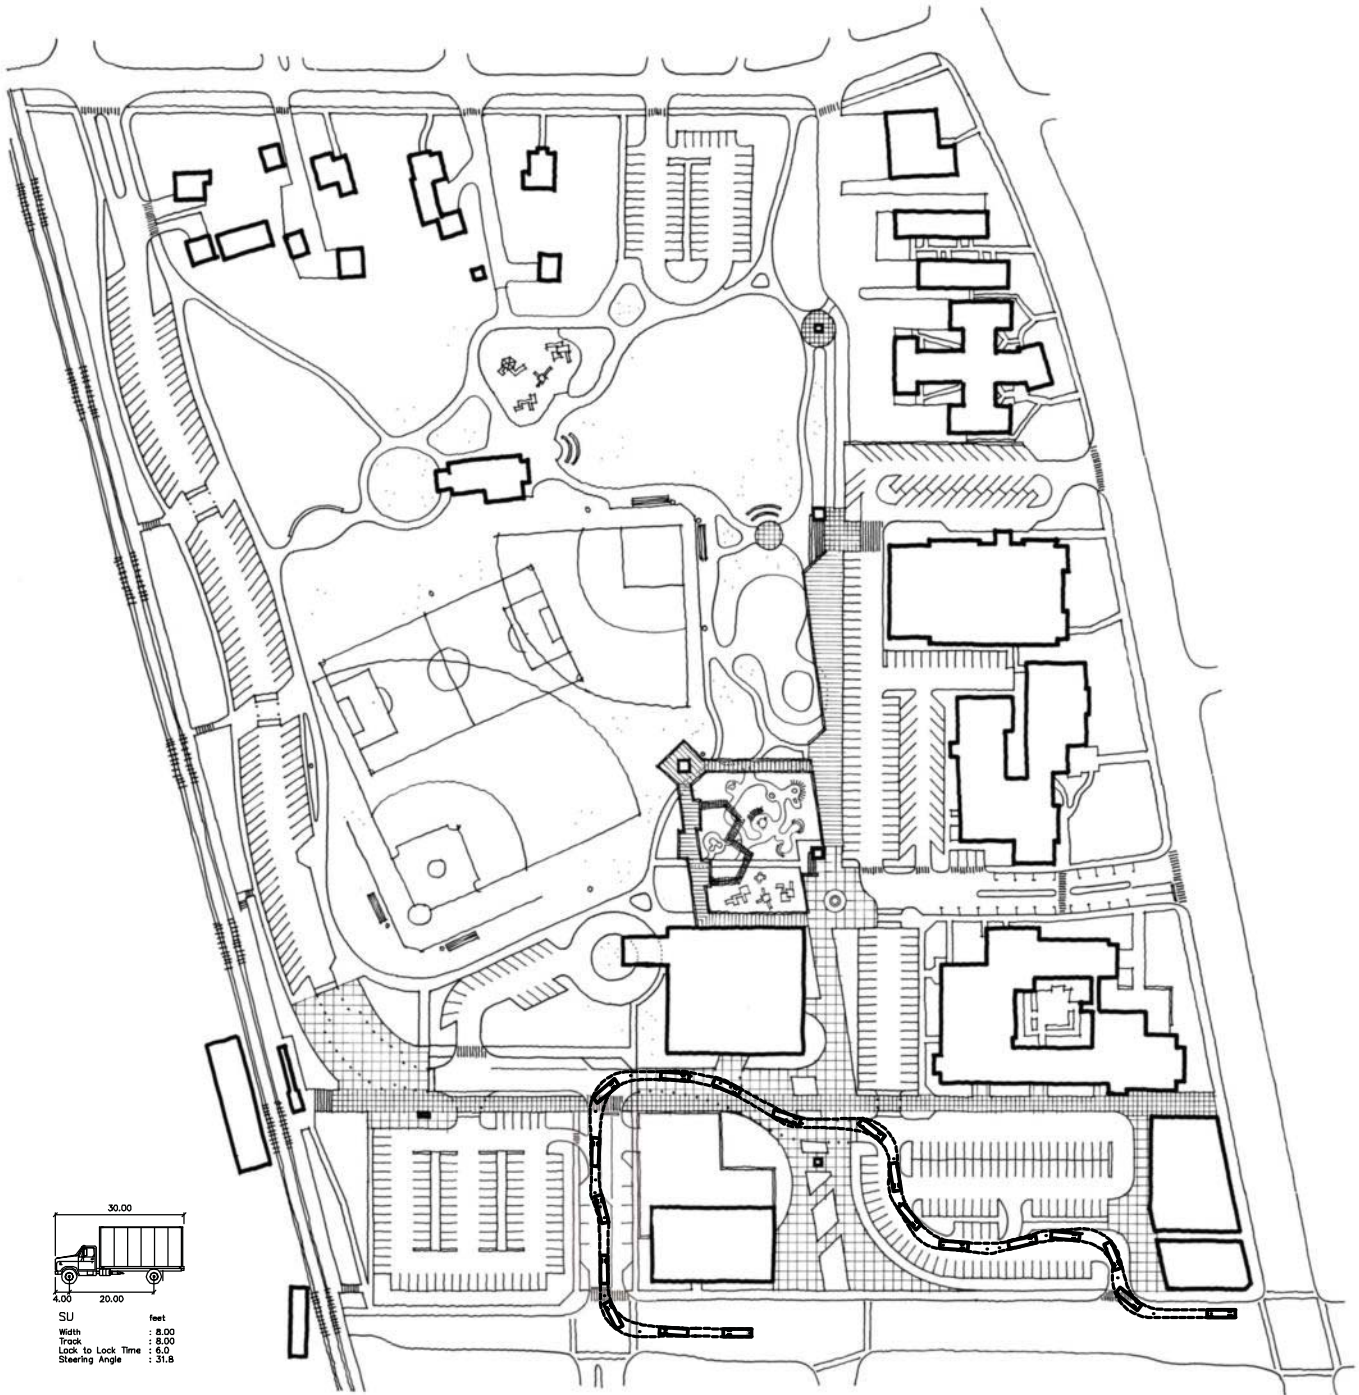 30.00
4.00 20.00
SU feet
Width : 8.00
Track : 8.00
Lock to Lock Time : 6.0
Steering Angle : 31.8